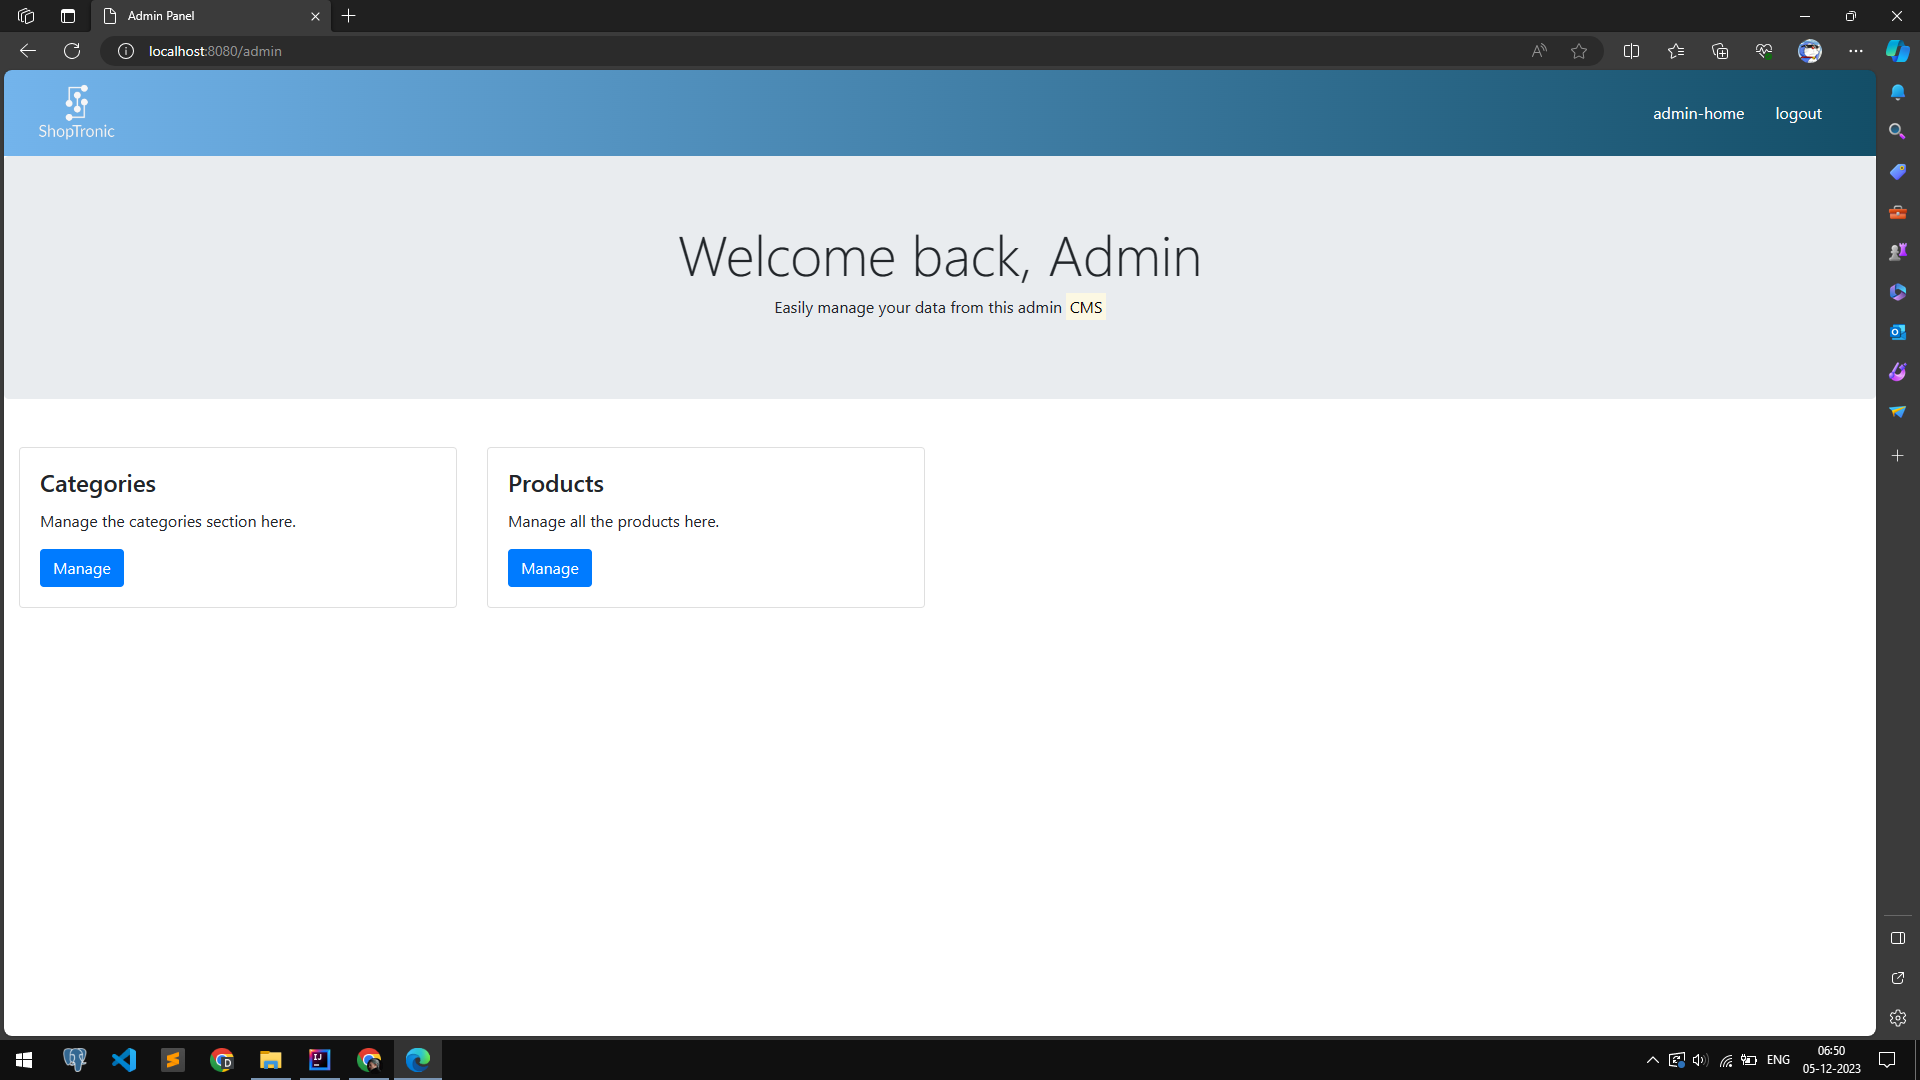 Admin Panel
localhost:8080/admin
ShopTronic
admin-home
logout
Welcome back, Admin
Easily manage your data from this admin CMS
Categories
Manage the categories section here.
Manage
Products
Manage all the products here.
Manage
ENG
06:50
05-12-2023